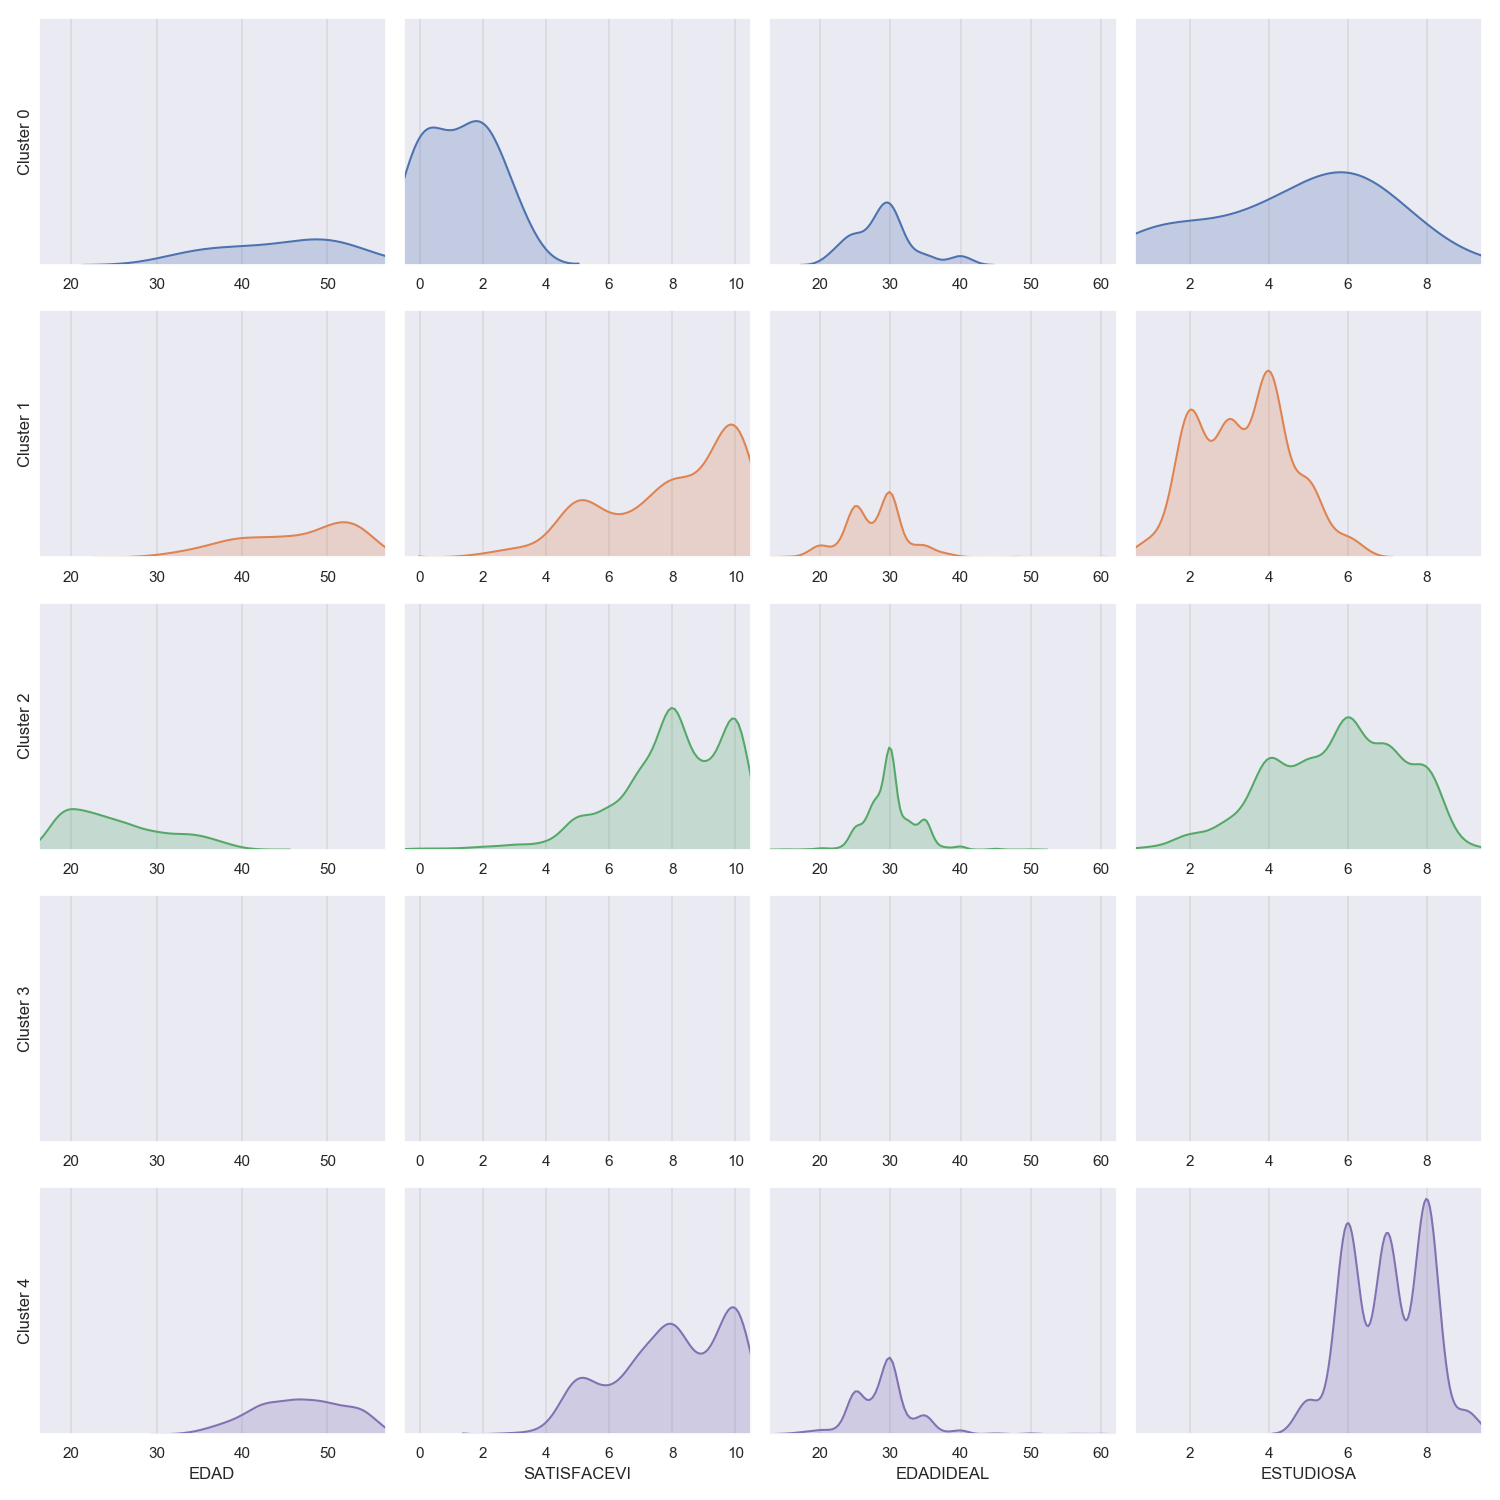 Cluster 0
20 30 40 50 0 2 4 6 8 10 20 30 40 50 60 2 4 6 8
Cluster 1
20 30 40 50 0 2 4 6 8 10 20 30 40 50 60 2 4 6 8
Cluster 2
20 30 40 50 0 2 4 6 8 10 20 30 40 50 60 2 4 6 8
Cluster 3
20 30 40 50 0 2 4 6 8 10 20 30 40 50 60 2 4 6 8
Cluster 4
20 30 40 50 0 2 4 6 8 10 20 30 40 50 60 2 4 6 8
EDAD SATISFACEVI EDADIDEAL ESTUDIOSA